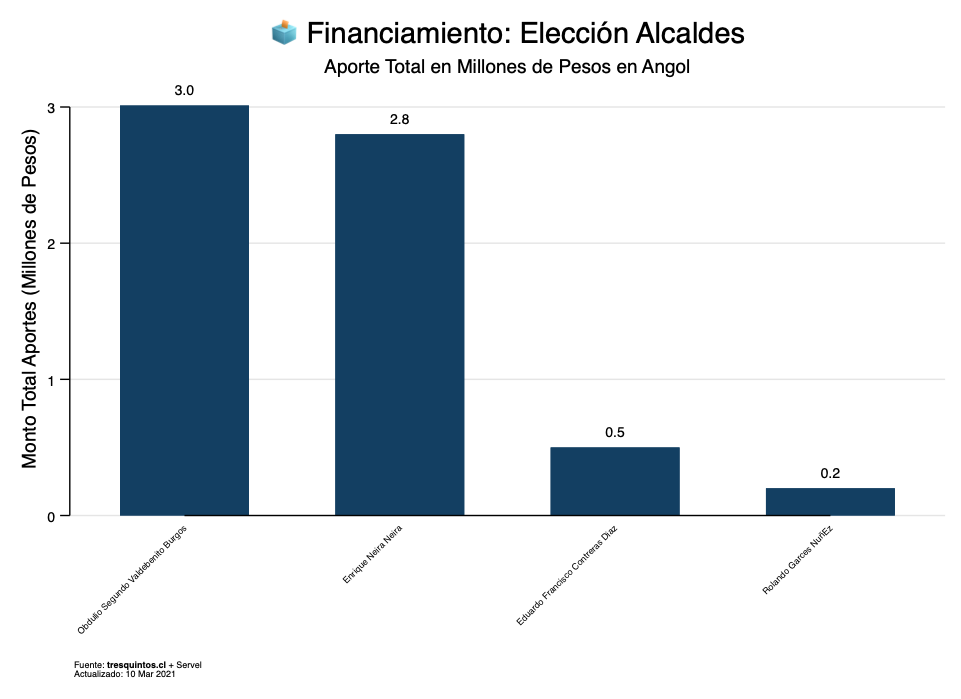 Financiamiento: Elección Alcaldes
Aporte Total en Millones de Pesos en Angol
Monto Total Aportes (Millones de Pesos)
3
2
1
0
3.0
2.8
0.5
0.2
Obdulio Segundo Valdebenito Burgos
Enrique Neira Neira
Eduardo Francisco Contreras Diaz
Rolando Garces NuñEz
Fuente: tresquintos.cl + Servel
Actualizado: 10 Mar 2021